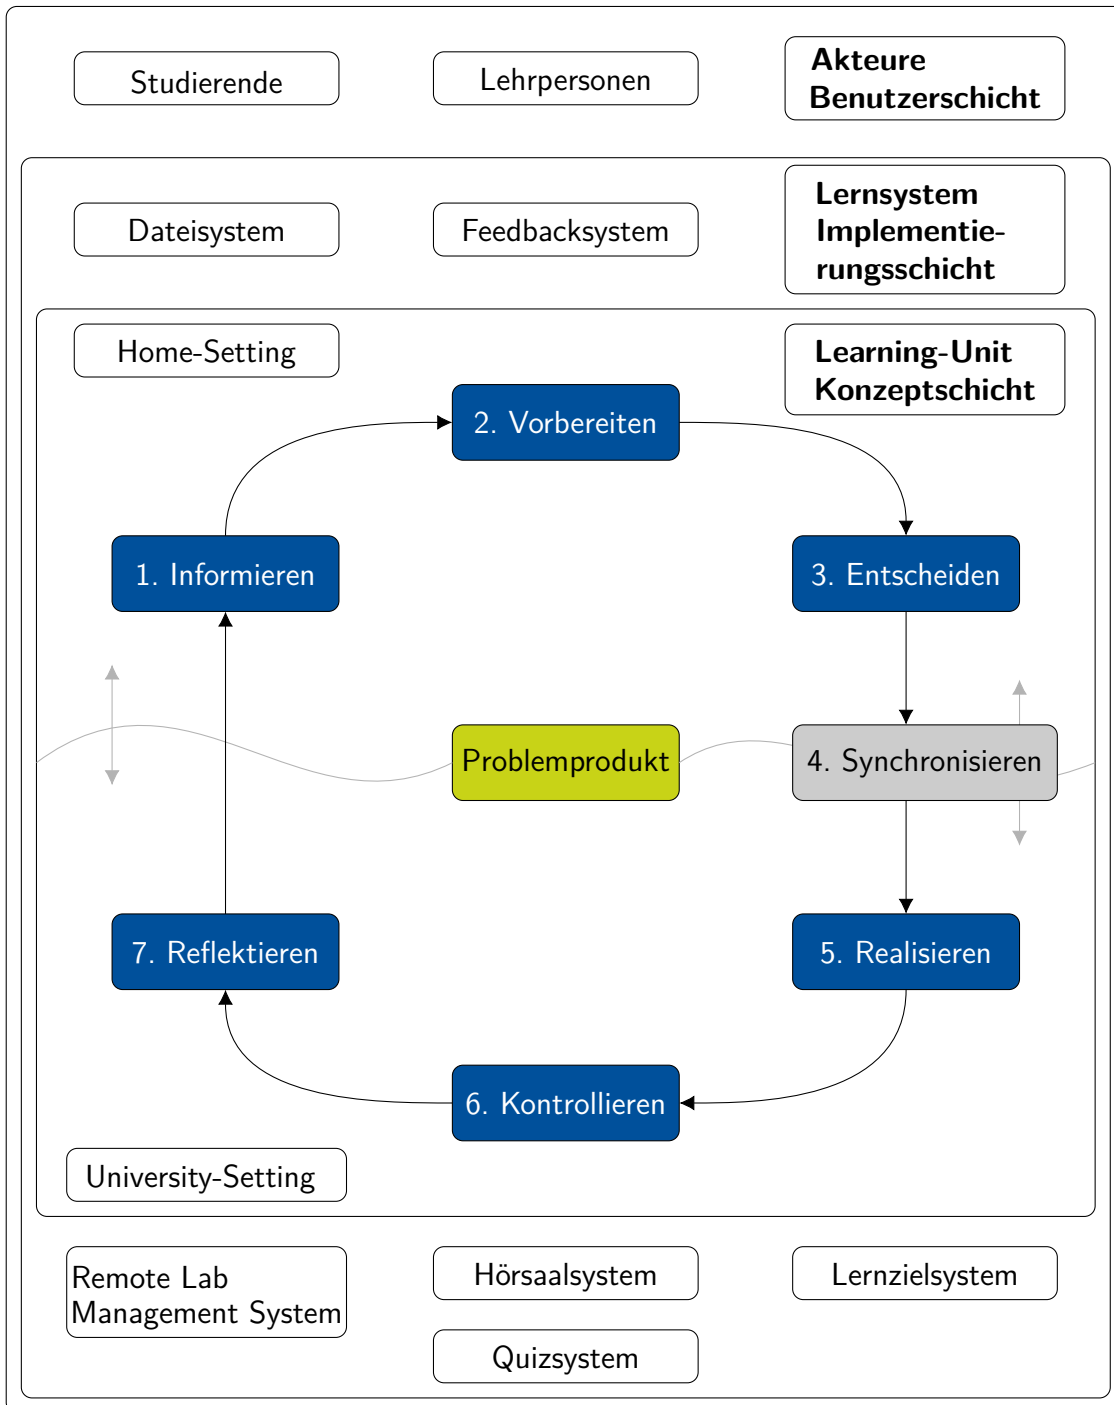 Studierende
Lehrpersonen
Akteure
Benutzerschicht
Dateisystem
Feedbacksystem
Lernsystem
Implementie-
rungsschicht
Home-Setting
Learning-Unit
Konzeptschicht
2. Vorbereiten
1. Informieren
3. Entscheiden
Problemprodukt
4. Synchronisieren
7. Reflektieren
5. Realisieren
6. Kontrollieren
University-Setting
Remote Lab
Management System
Hörsaalsystem
Lernzielsystem
Quizsystem